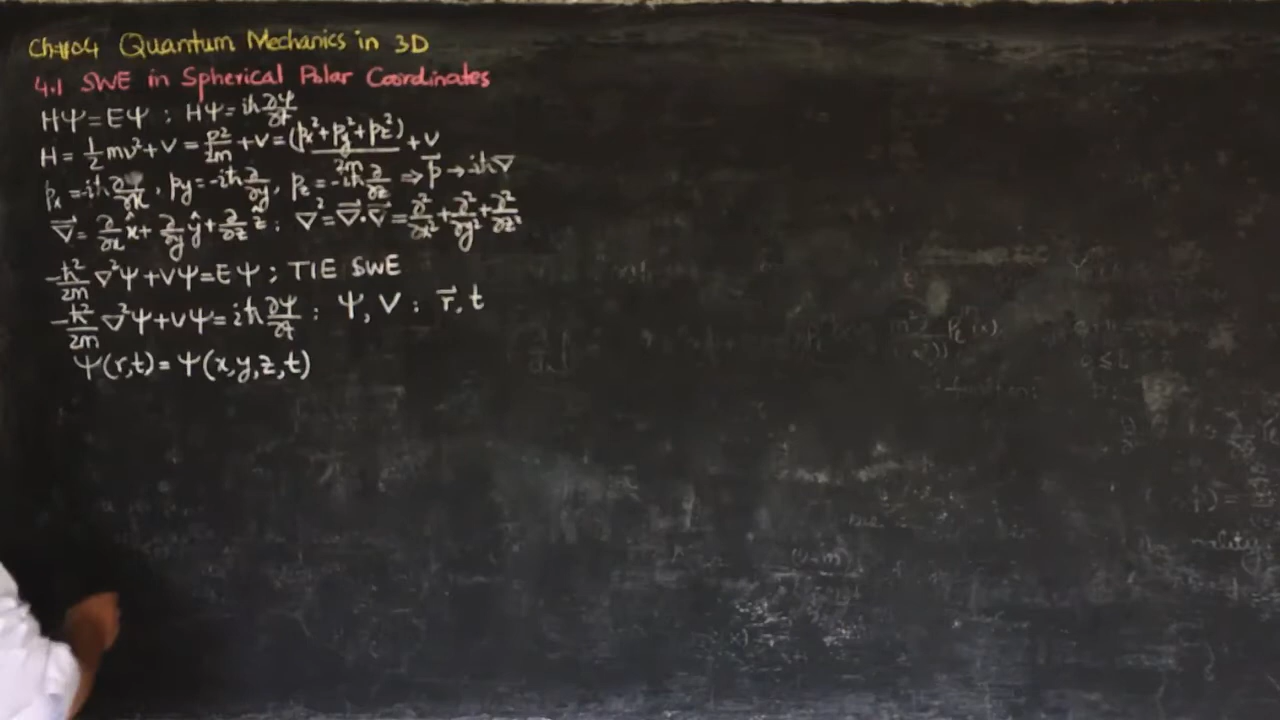 Ch#04 Quantum Mechanics in 3D
4.1 SWE in Spherical Polar Coordinates
HΨ=EΨ ; HΨ=iħ ∂Ψ/∂t
H = 1/2 mv²+V = p²/2m +V = (px²+py²+pz²)/2m +V
px=-iħ ∂/∂x, py=-iħ ∂/∂y, pz=-iħ ∂/∂z ⇒ p⃗ → iħ∇
∇⃗ = ∂/∂x x̂ + ∂/∂y ŷ + ∂/∂z ẑ ; ∇²=∇⃗·∇⃗ = ∂²/∂x² + ∂²/∂y² + ∂²/∂z²
-ħ²/2m ∇²Ψ+VΨ=EΨ ; TIE SWE
-ħ²/2m ∇²Ψ+VΨ=iħ ∂Ψ/∂t ; Ψ, V : r⃗, t
Ψ(r,t) = Ψ(x,y,z,t)